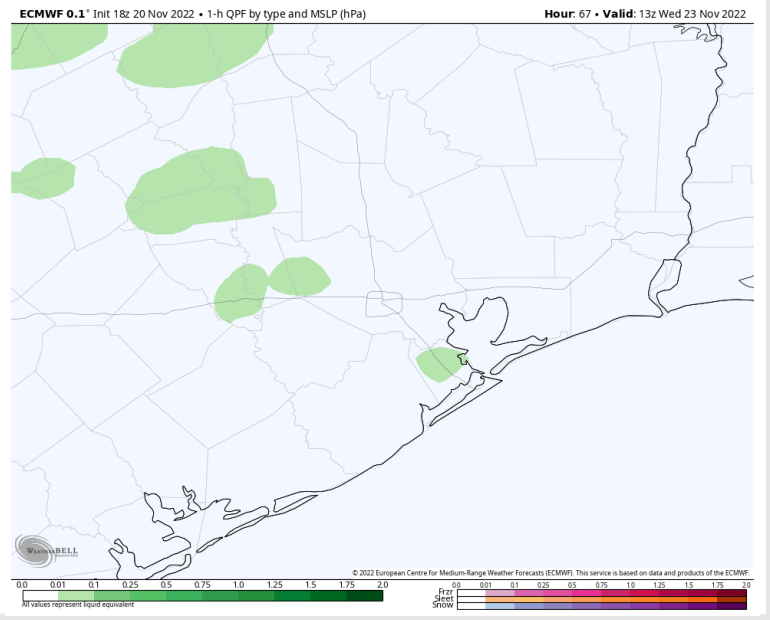 ECMWF 0.1° Init 18z 20 Nov 2022 • 1-h QPF by type and MSLP (hPa)
Hour: 67 • Valid: 13z Wed 23 Nov 2022
WeatherBELL
© 2022 European Centre for Medium-Range Weather Forecasts (ECMWF). This service is based on data and products of the ECMWF.
0.0 0.01 0.1 0.25 0.5 0.75 1.0 1.25 1.5 1.75 2.0
All values represent liquid equivalent
0.0 0.01 0.1 0.25 0.5 0.75 1.0 1.25 1.5 1.75 2.0
Frzr
Sleet
Snow